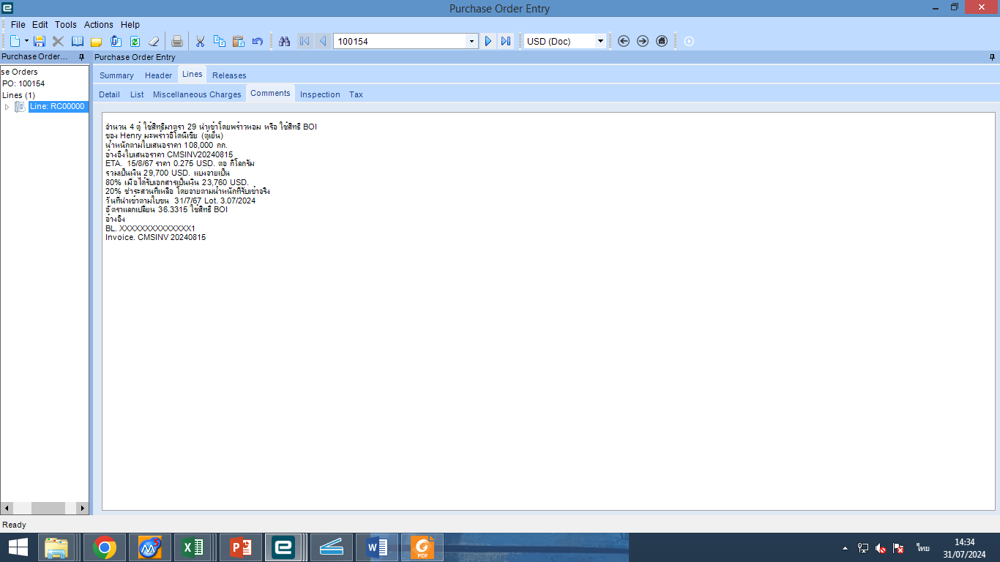 Purchase Order Entry
File Edit Tools Actions Help
100154
USD (Doc)
Purchase Order...
Purchase Order Entry
se Orders
PO: 100154
Lines (1)
Line: RC00000
Summary Header Lines Releases
Detail List Miscellaneous Charges Comments Inspection Tax
จำนวน 4 ตู้ ใช้สิทธิมาตรา 29 นำเข้าโดยพร้าวหอม หรือ ใช้สิทธิ BOI
ของ Henry มะพร้าวอินโดนีเซีย (ตู้เย็น)
น้ำหนักตามใบเสนอราคา 108,000 กก.
อ้างอิงใบเสนอราคา CMSINV20240815
ETA. 15/8/67 ราคา 0.275 USD. ต่อ กิโลกรัม
รวมเป็นเงิน 29,700 USD. แบ่งจ่ายเป็น
80% เมื่อได้รับเอกสารเป็นเงิน 23,760 USD.
20% ชำระส่วนที่เหลือ โดยจ่ายตามน้ำหนักที่รับเข้าจริง
วันที่นำเข้าตามใบขน 31/7/67 Lot. 3.07/2024
อัตราแลกเปลี่ยน 36.3315 ใช้สิทธิ BOI
อ้างอิง
BL. XXXXXXXXXXXXXX1
Invoice. CMSINV 20240815
Ready
ไทย
14:34
31/07/2024
PDF